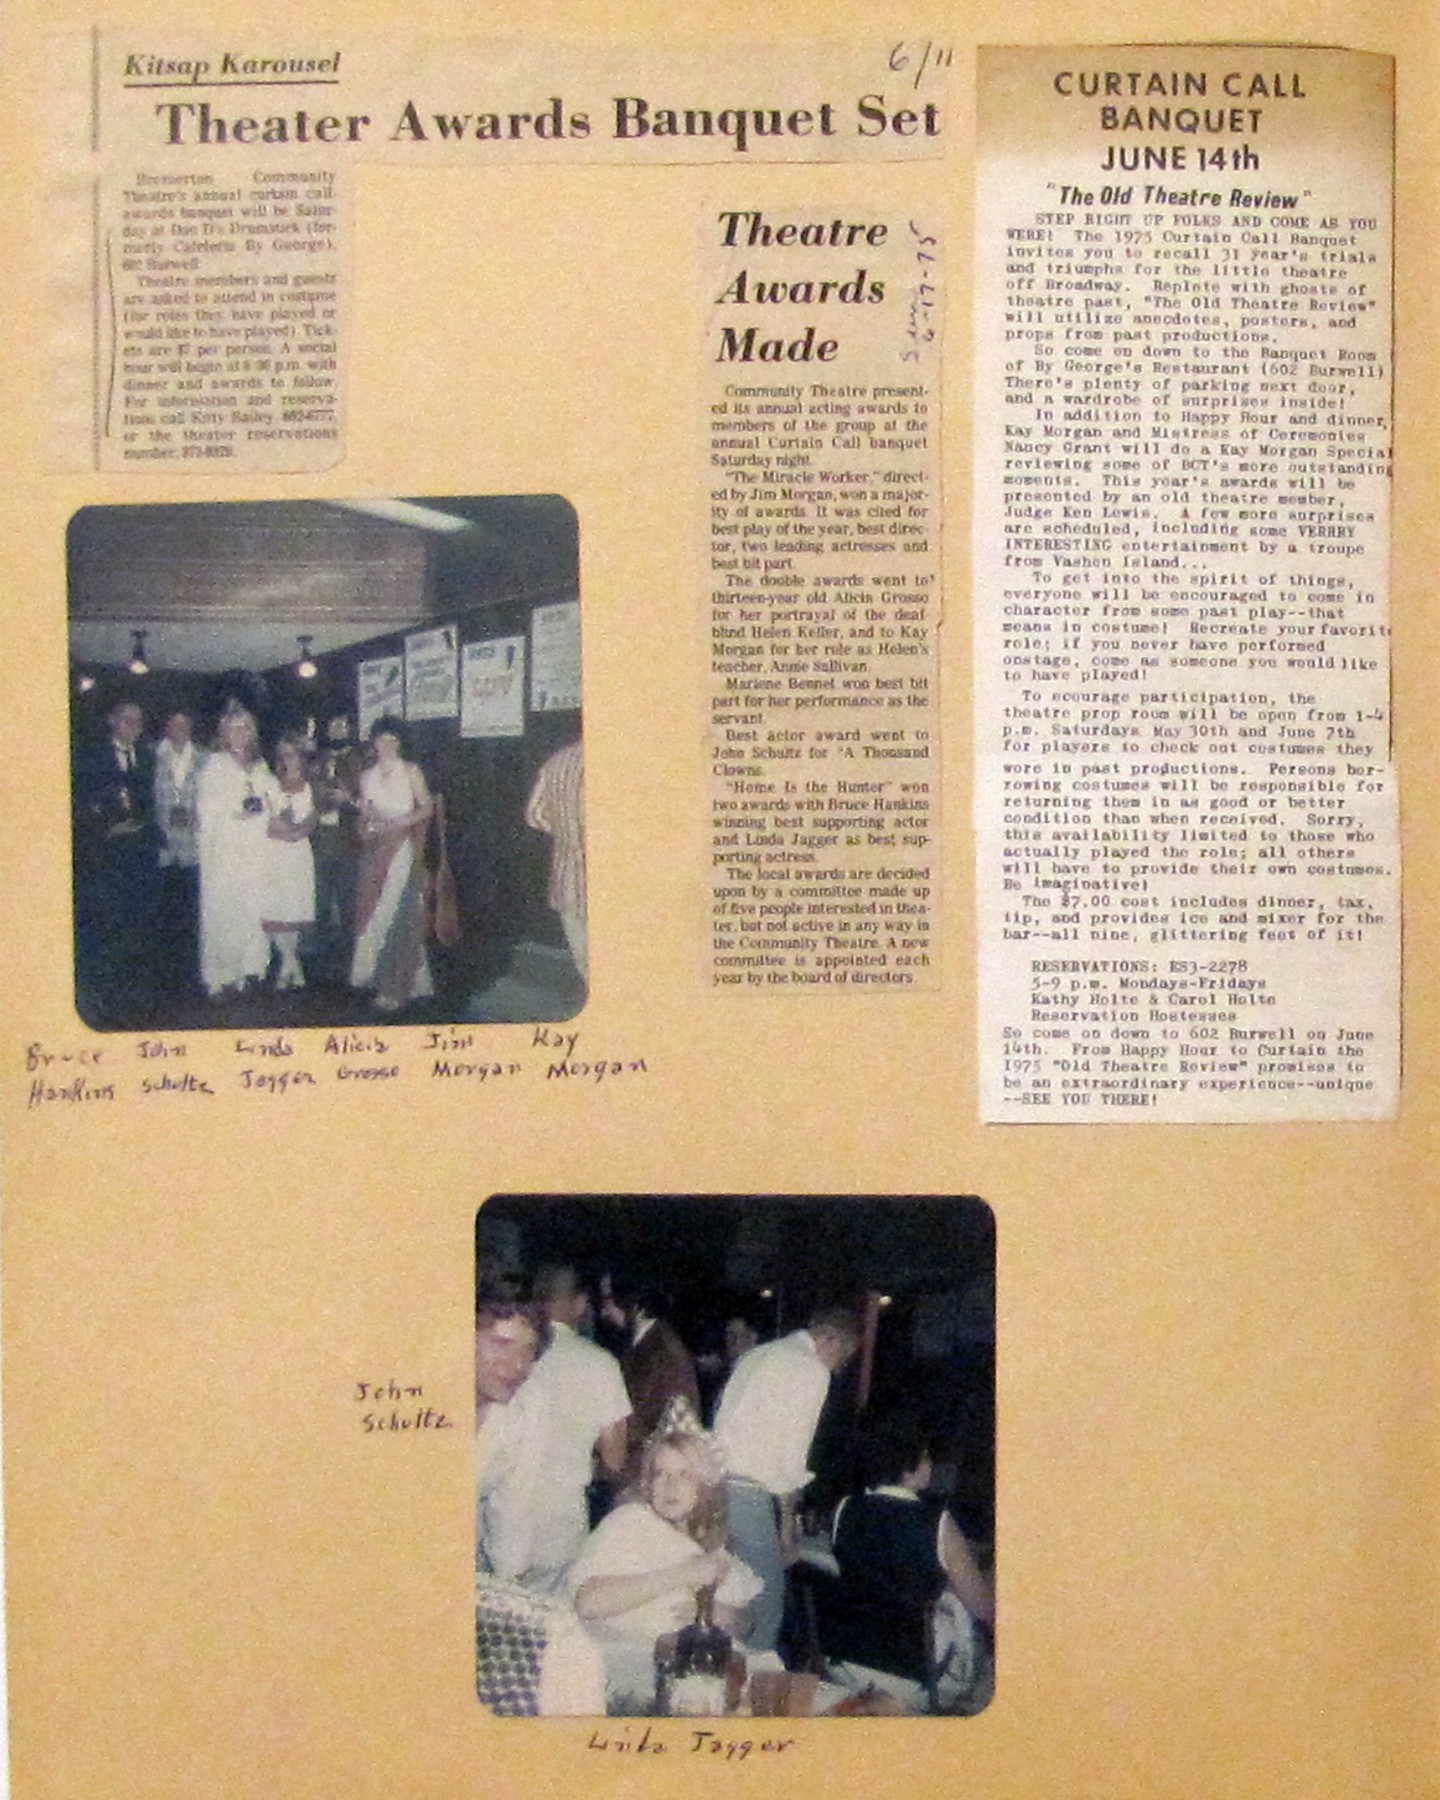 Kitsap Karousel
6/11
Theater Awards Banquet Set
Bremerton Community
Theatre's annual curtain call
awards banquet will be Satur-
day at Dan D's Drumstick (for-
merly Cafeteria By George),
602 Burwell.
Theatre members and guests
are asked to attend in costume
(for roles they have played or
would like to have played). Tick-
ets are $7 per person. A social
hour will begin at 6:30 p.m. with
dinner and awards to follow.
For information and reserva-
tions call Kitty Bailey,
or the theater reservations
number,
Theatre
Awards
Made
6-17-75
Community Theatre present-
ed its annual acting awards to
members of the group at the
annual Curtain Call banquet
Saturday night.
"The Miracle Worker," direct-
ed by Jim Morgan, won a major-
ity of awards. It was cited for
best play of the year, best direc-
tor, two leading actresses and
best bit part.
The double awards went to
thirteen-year old Alicia Grosso
for her portrayal of the deaf-
blind Helen Keller, and to Kay
Morgan for her role as Helen's
teacher, Annie Sullivan.
Marlene Bennet won best bit
part for her performance as the
servant.
Best actor award went to
John Schultz for "A Thousand
Clowns.
"Home Is the Hunter" won
two awards with Bruce Hankins
winning best supporting actor
and Linda Jagger as best sup-
porting actress.
The local awards are decided
upon by a committee made up
of five people interested in thea-
ter, but not active in any way in
the Community Theatre. A new
committee is appointed each
year by the board of directors.
CURTAIN CALL
BANQUET
JUNE 14th
"The Old Theatre Review"
STEP RIGHT UP FOLKS AND COME AS YOU
WERE! The 1975 Curtain Call Banquet
invites you to recall 31 year's trials
and triumphs for the little theatre
off Broadway. Replete with ghosts of
theatre past, "The Old Theatre Review"
will utilize anecdotes, posters, and
props from past productions.
So come on down to the Banquet Room
of By George's Restaurant (602 Burwell)
There's plenty of parking next door,
and a wardrobe of surprises inside!
In addition to Happy Hour and dinner,
Kay Morgan and Mistress of Ceremonies
Nancy Grant will do a Kay Morgan Special
reviewing some of BCT's more outstanding
moments. This year's awards will be
presented by an old theatre member,
Judge Ken Lewis. A few more surprises
are scheduled, including some VERRRY
INTERESTING entertainment by a troupe
from Vashon Island...
To get into the spirit of things,
everyone will be encouraged to come in
character from some past play--that
means in costume! Recreate your favorite
role; if you never have performed
onstage, come as someone you would like
to have played!
To ecourage participation, the
theatre prop room will be open from 1-4
p.m. Saturdays May 30th and June 7th
for players to check out costumes they
wore in past productions. Persons bor-
rowing costumes will be responsible for
returning them in as good or better
condition than when received. Sorry,
this availability limited to those who
actually played the role; all others
will have to provide their own costumes.
Be imaginative!
The $7.00 cost includes dinner, tax,
tip, and provides ice and mixer for the
bar--all nine, glittering feet of it!
RESERVATIONS: ES3-2278
5-9 p.m. Mondays-Fridays
Kathy Holte & Carol Holte
Reservation Hostesses
So come on down to 602 Burwell on June
14th. From Happy Hour to Curtain the
1975 "Old Theatre Review" promises to
be an extraordinary experience--unique
--SEE YOU THERE!
Bruce John Linda Alicia Jim Kay
Hankins Schultz Jagger Grosso Morgan Morgan
John
Schultz
Linda Jagger